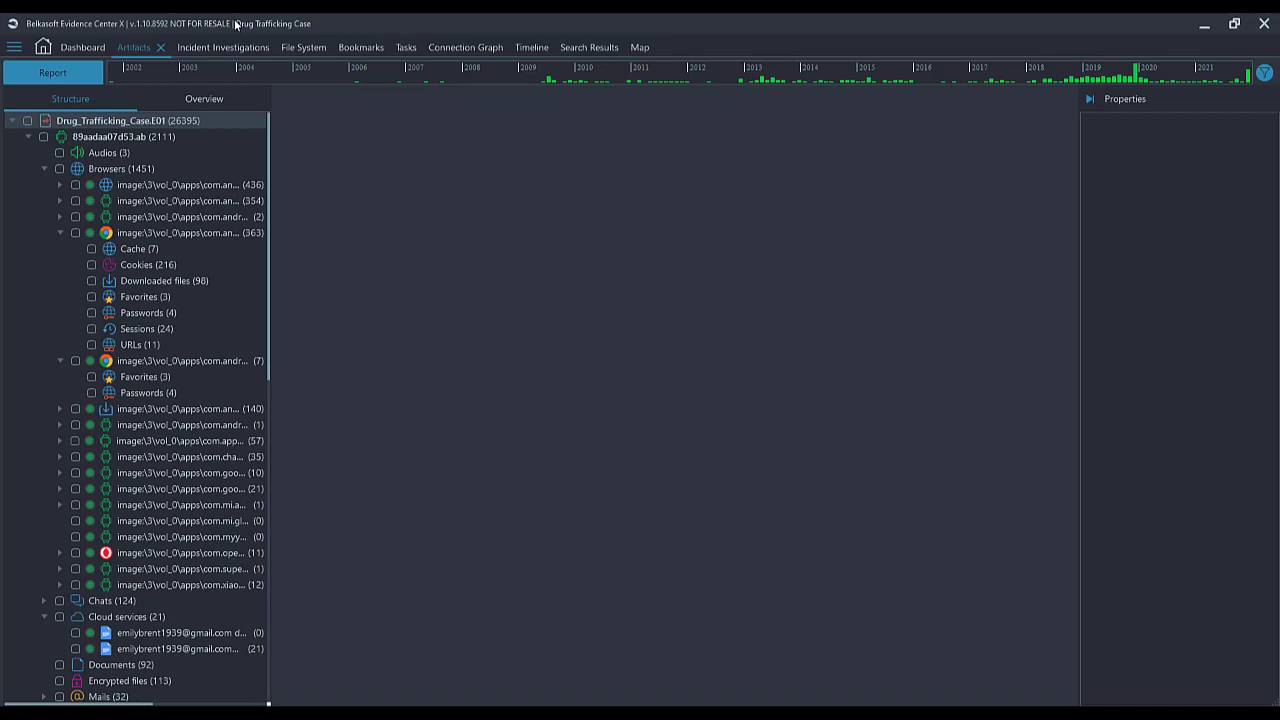 Belkasoft Evidence Center X | v.1.10.8592 NOT FOR RESALE | Drug Trafficking Case
Dashboard Artifacts Incident Investigations File System Bookmarks Tasks Connection Graph Timeline Search Results Map
Report 2002 2003 2004 2005 2006 2007 2008 2009 2010 2011 2012 2013 2014 2015 2016 2017 2018 2019 2020 2021
Structure Overview Properties
Drug_Trafficking_Case.E01 (26395)
89aadaa07d53.ab (2111)
Audios (3)
Browsers (1451)
image:\3\vol_0\apps\com.an... (436)
image:\3\vol_0\apps\com.an... (354)
image:\3\vol_0\apps\com.andr... (2)
image:\3\vol_0\apps\com.an... (363)
Cache (7)
Cookies (216)
Downloaded files (98)
Favorites (3)
Passwords (4)
Sessions (24)
URLs (11)
image:\3\vol_0\apps\com.andr... (7)
Favorites (3)
Passwords (4)
image:\3\vol_0\apps\com.an... (140)
image:\3\vol_0\apps\com.andr... (1)
image:\3\vol_0\apps\com.app... (57)
image:\3\vol_0\apps\com.cha... (35)
image:\3\vol_0\apps\com.goo... (10)
image:\3\vol_0\apps\com.goo... (21)
image:\3\vol_0\apps\com.mi.a... (1)
image:\3\vol_0\apps\com.mi.gl... (0)
image:\3\vol_0\apps\com.myy... (0)
image:\3\vol_0\apps\com.ope... (11)
image:\3\vol_0\apps\com.supe... (1)
image:\3\vol_0\apps\com.xiao... (12)
Chats (124)
Cloud services (21)
emilybrent1939@gmail.com d... (0)
emilybrent1939@gmail.com... (21)
Documents (92)
Encrypted files (113)
Mails (32)